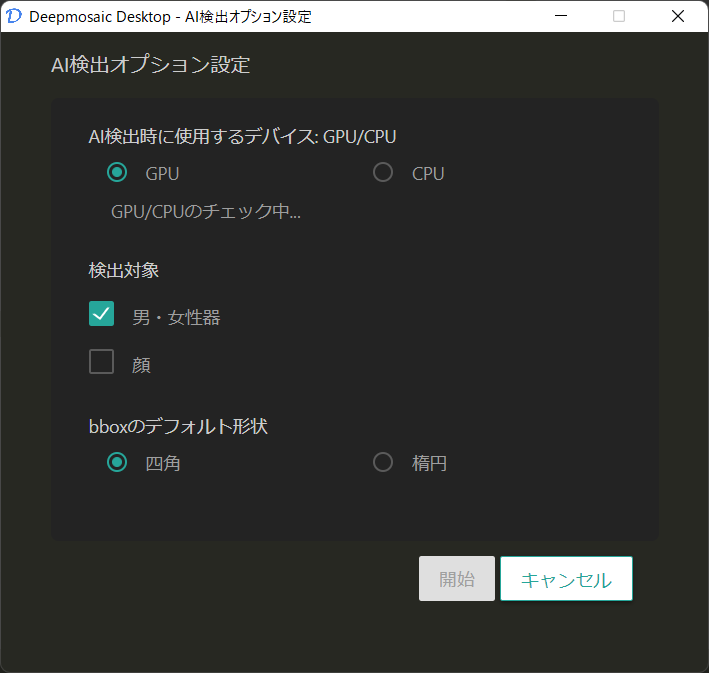 Deepmosaic Desktop - AI検出オプション設定
AI検出オプション設定
AI検出時に使用するデバイス: GPU/CPU
GPU CPU
GPU/CPUのチェック中...
検出対象
男・女性器
顔
bboxのデフォルト形状
四角 楕円
開始 キャンセル